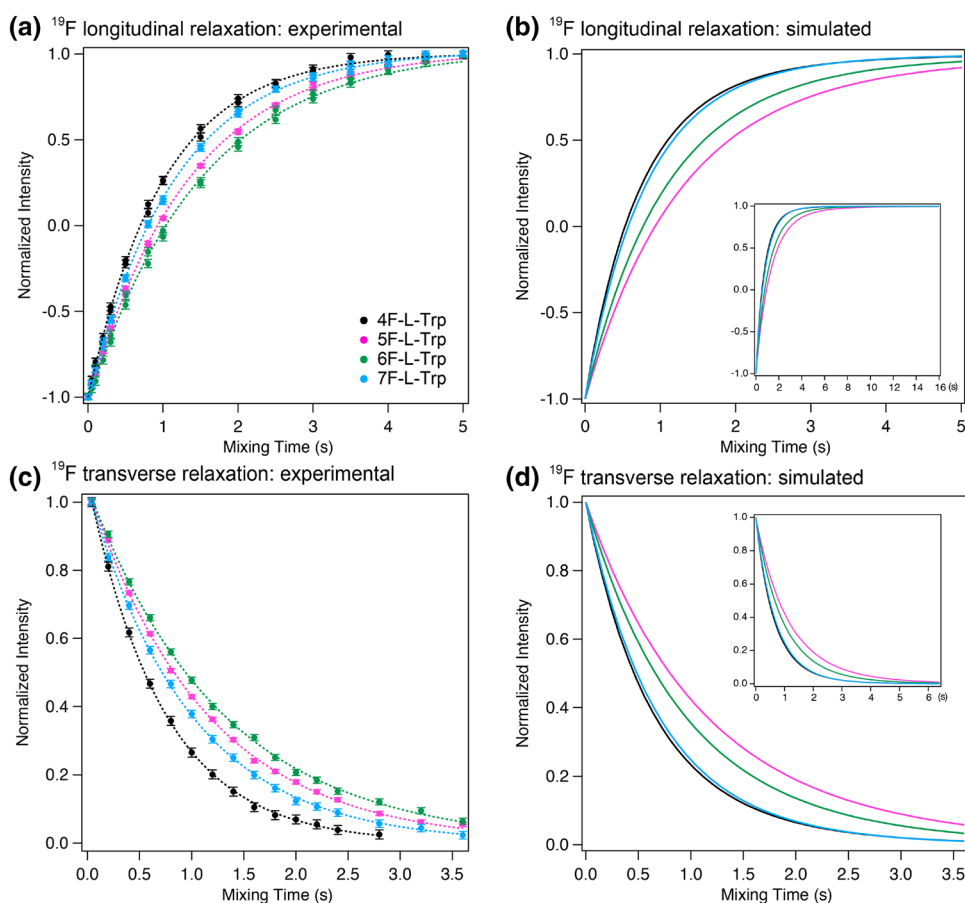 (a) ¹⁹F longitudinal relaxation: experimental
Normalized Intensity
1.0
0.5
0.0
-0.5
-1.0
4F-L-Trp
5F-L-Trp
6F-L-Trp
7F-L-Trp
0 1 2 3 4 5
Mixing Time (s)
(b) ¹⁹F longitudinal relaxation: simulated
Normalized Intensity
1.0
0.5
0.0
-0.5
-1.0
1.0
0.5
0.0
-0.5
-1.0
0 2 4 6 8 10 12 14 16 (s)
0 1 2 3 4 5
Mixing Time (s)
(c) ¹⁹F transverse relaxation: experimental
Normalized Intensity
1.0
0.8
0.6
0.4
0.2
0.0
0.0 0.5 1.0 1.5 2.0 2.5 3.0 3.5
Mixing Time (s)
(d) ¹⁹F transverse relaxation: simulated
Normalized Intensity
1.0
0.8
0.6
0.4
0.2
0.0
1.0
0.8
0.6
0.4
0.2
0.0
0 1 2 3 4 5 6 (s)
0.0 0.5 1.0 1.5 2.0 2.5 3.0 3.5
Mixing Time (s)